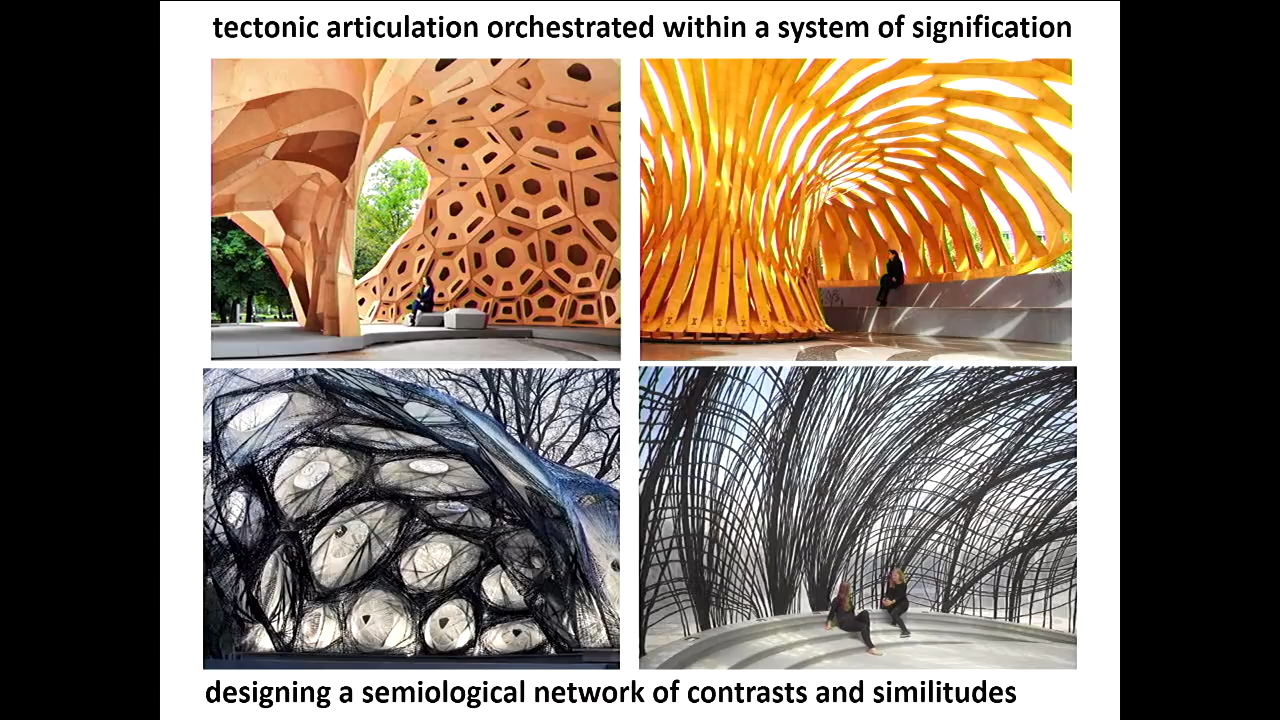 tectonic articulation orchestrated within a system of signification
designing a semiological network of contrasts and similitudes